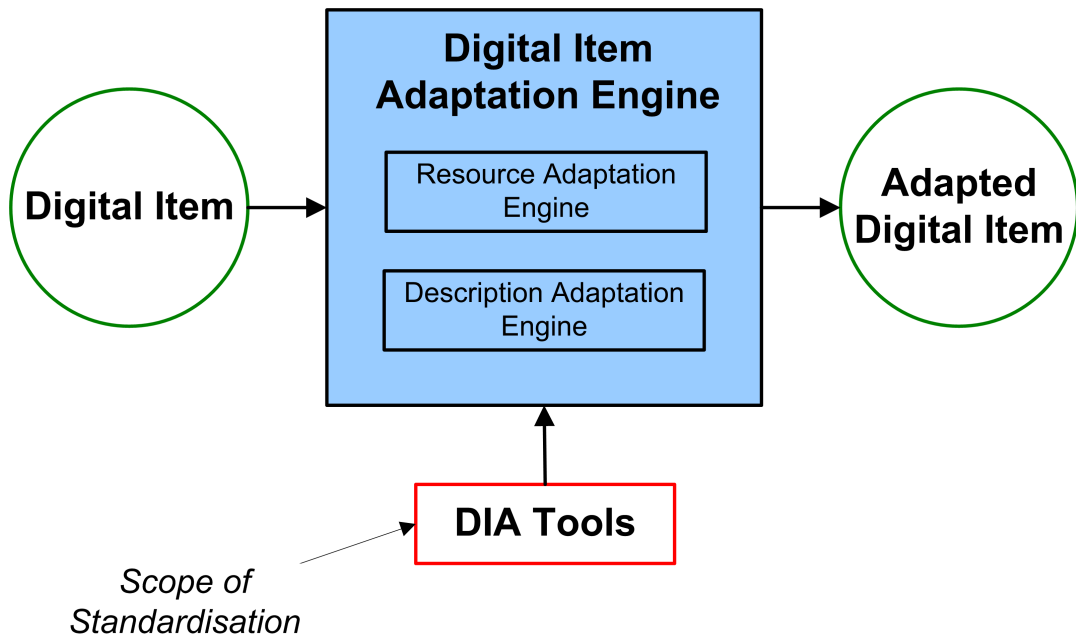 Digital Item
Adaptation Engine
Resource Adaptation
Engine
Description Adaptation
Engine
Digital Item
Adapted
Digital Item
DIA Tools
Scope of
Standardisation